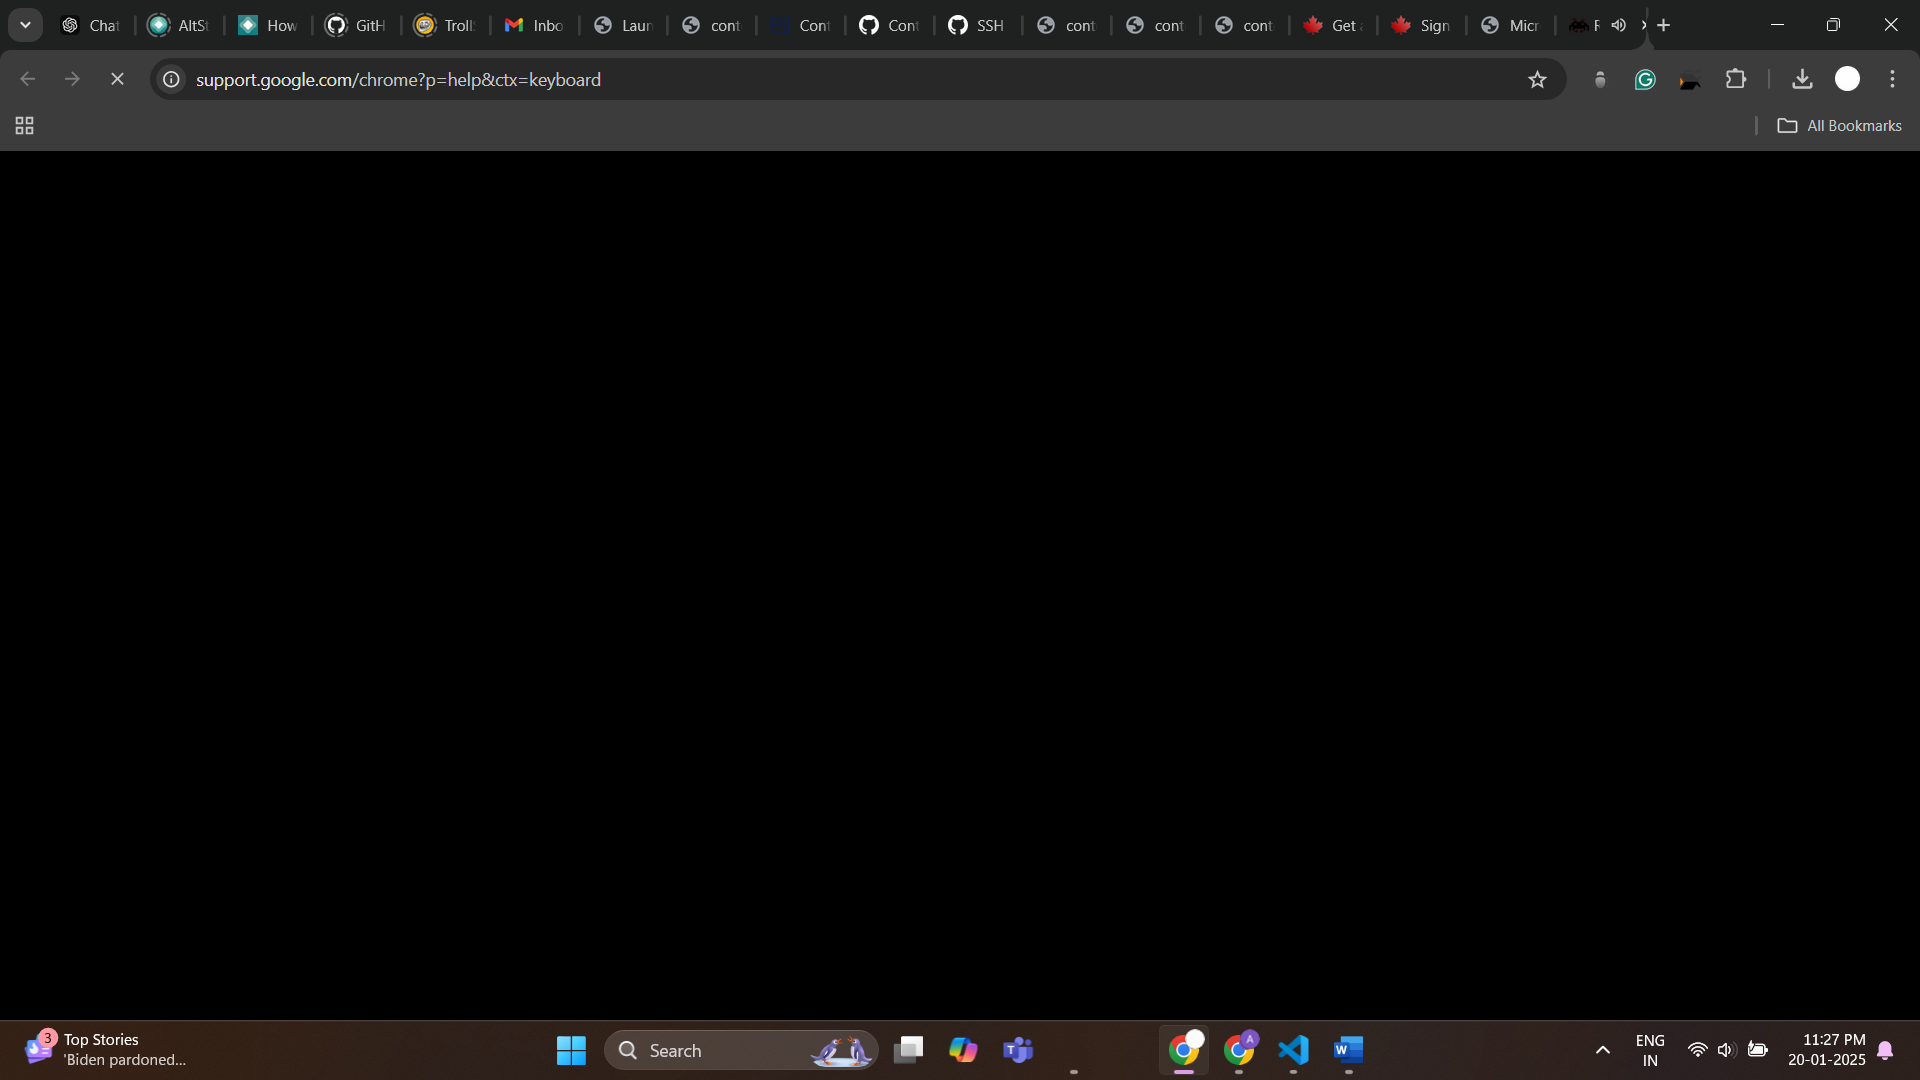 Chat
AltSt
How
GitH
Troll
Inbo
Laun
cont
Cont
Cont
SSH
cont
cont
cont
Get a
Sign
Micr
F
support.google.com/chrome?p=help&ctx=keyboard
All Bookmarks
3
Top Stories
'Biden pardoned...
Search
T
A
W
ENG
IN
11:27 PM
20-01-2025